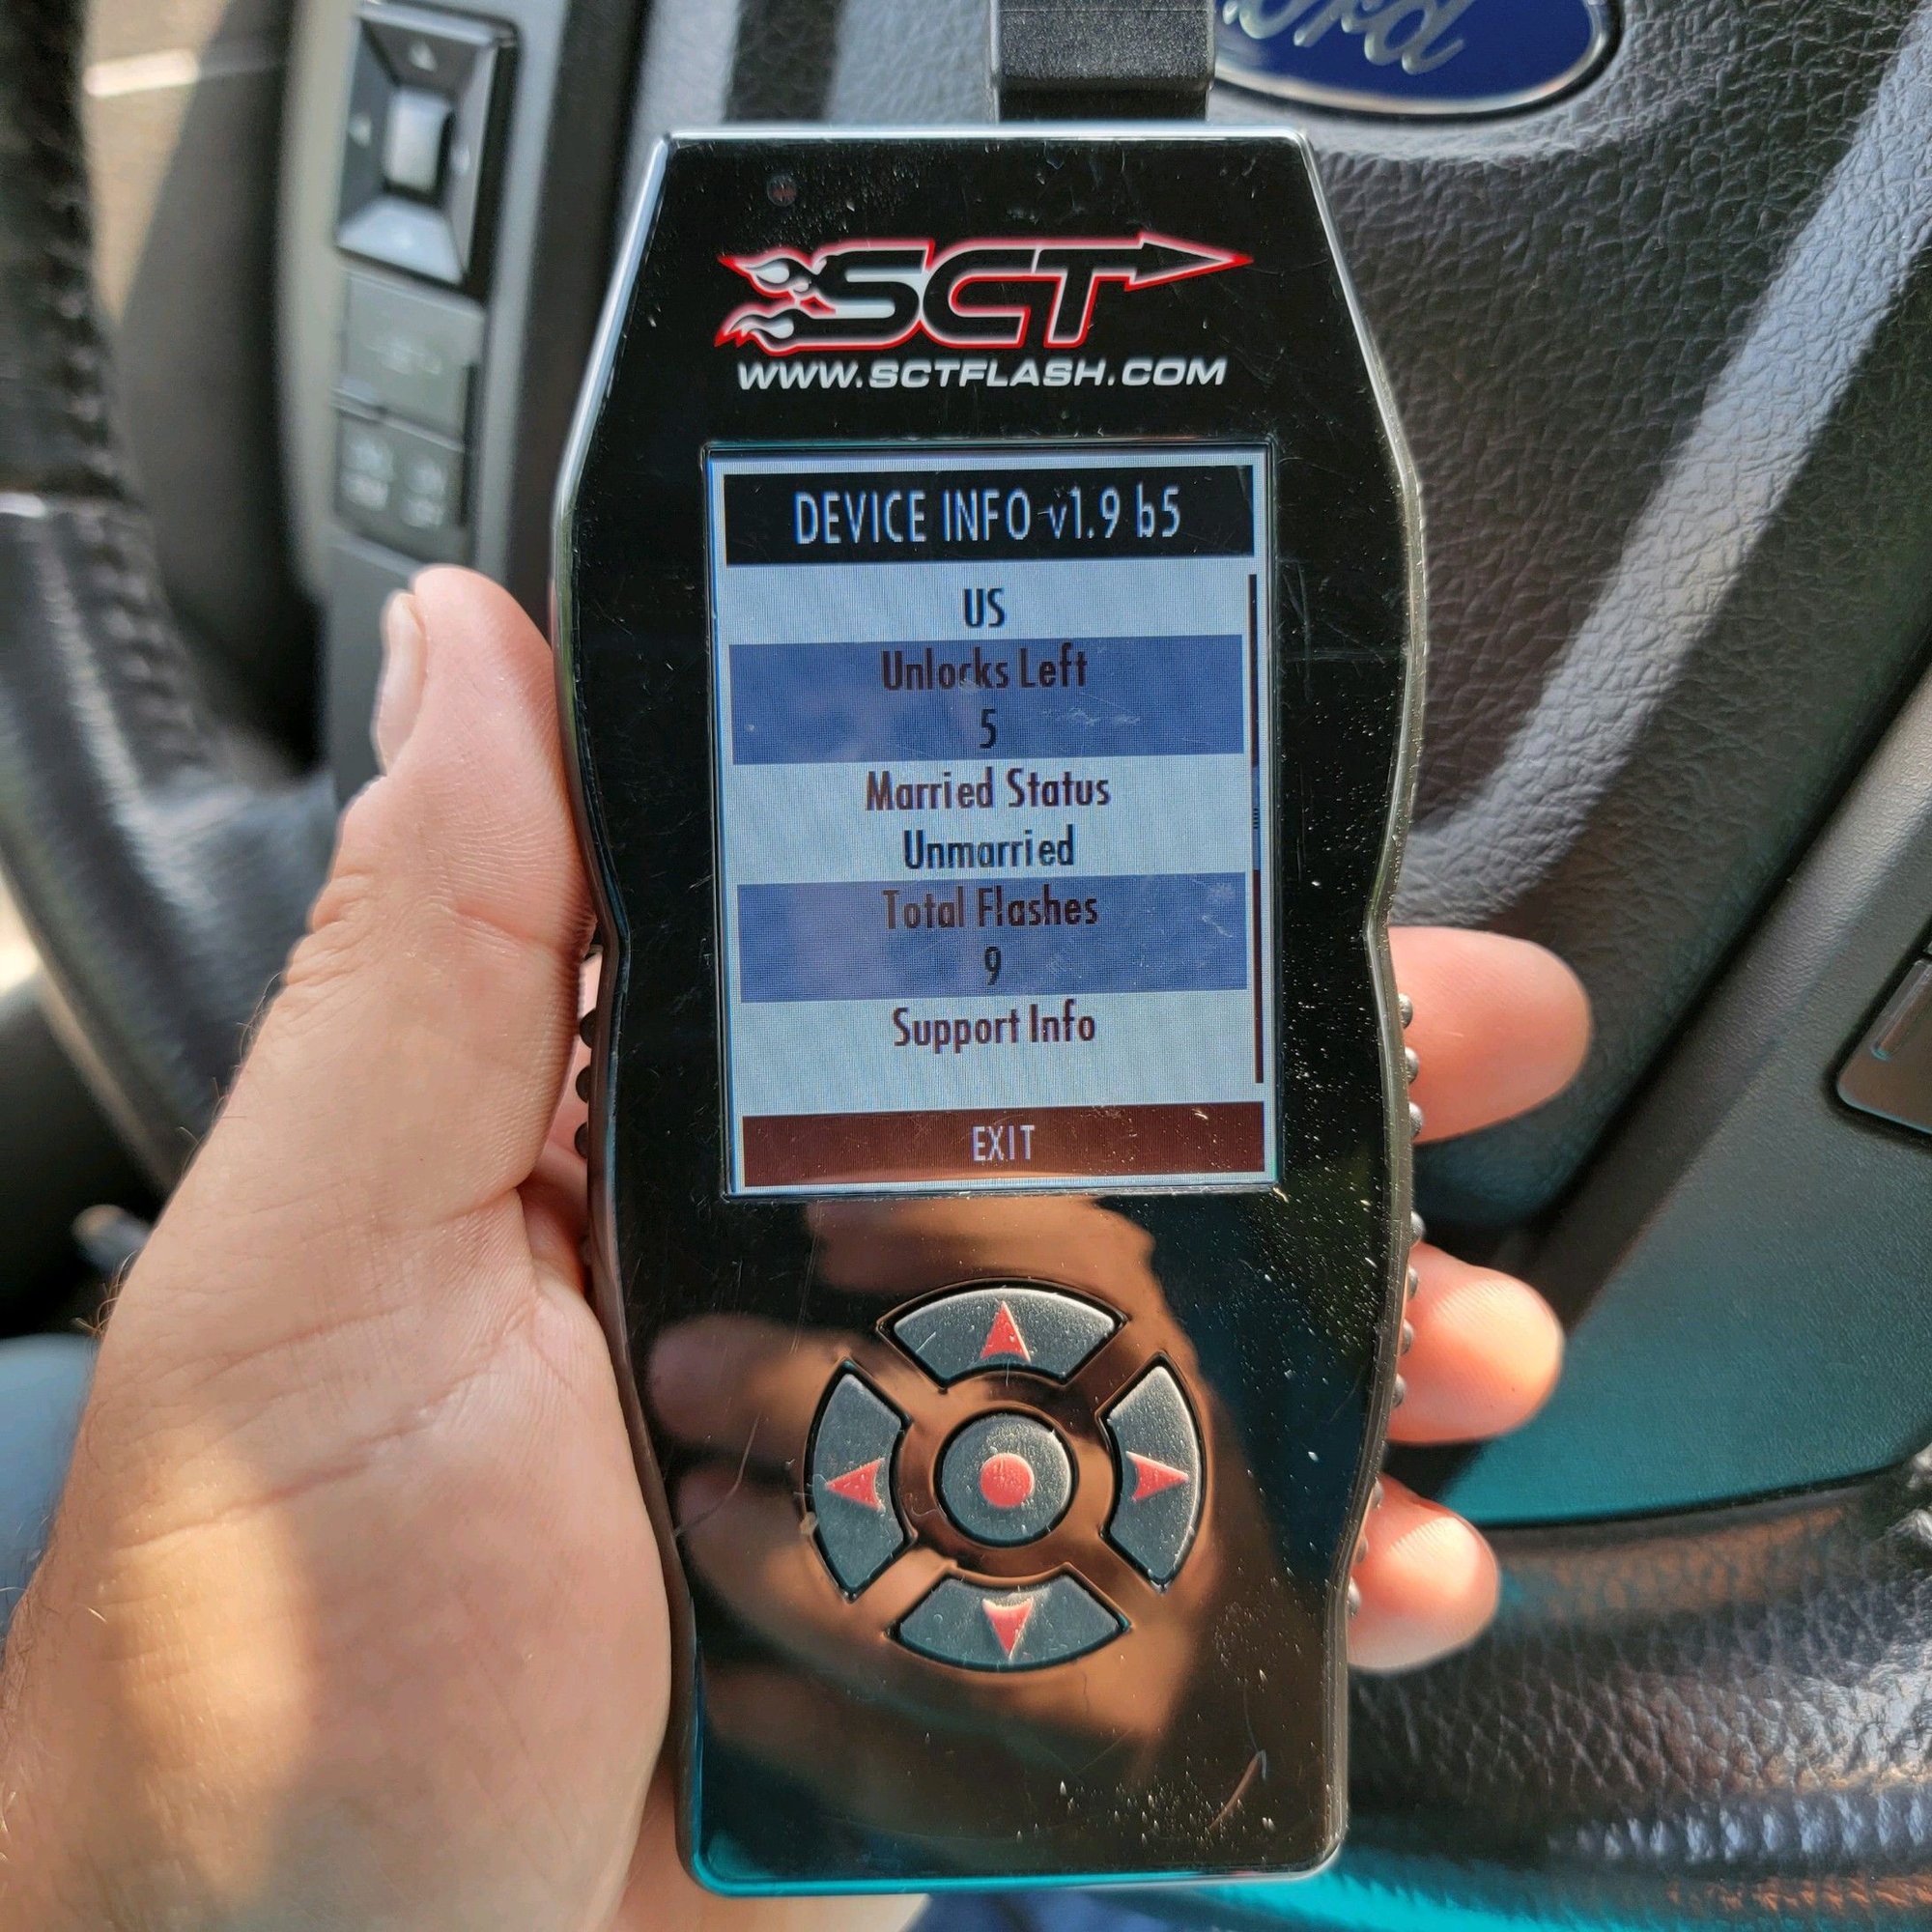 Ford
SCT
WWW.SCTFLASH.COM
DEVICE INFO v1.9 b5
US
Unlocks Left
5
Married Status
Unmarried
Total Flashes
9
Support Info
EXIT